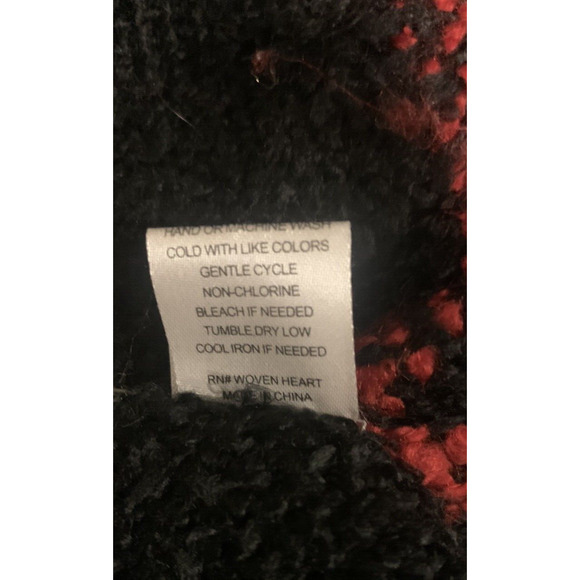 HAND OR MACHINE WASH
COLD WITH LIKE COLORS
GENTLE CYCLE
NON-CHLORINE
BLEACH IF NEEDED
TUMBLE DRY LOW
COOL IRON IF NEEDED
RN# WOVEN HEART
MADE IN CHINA